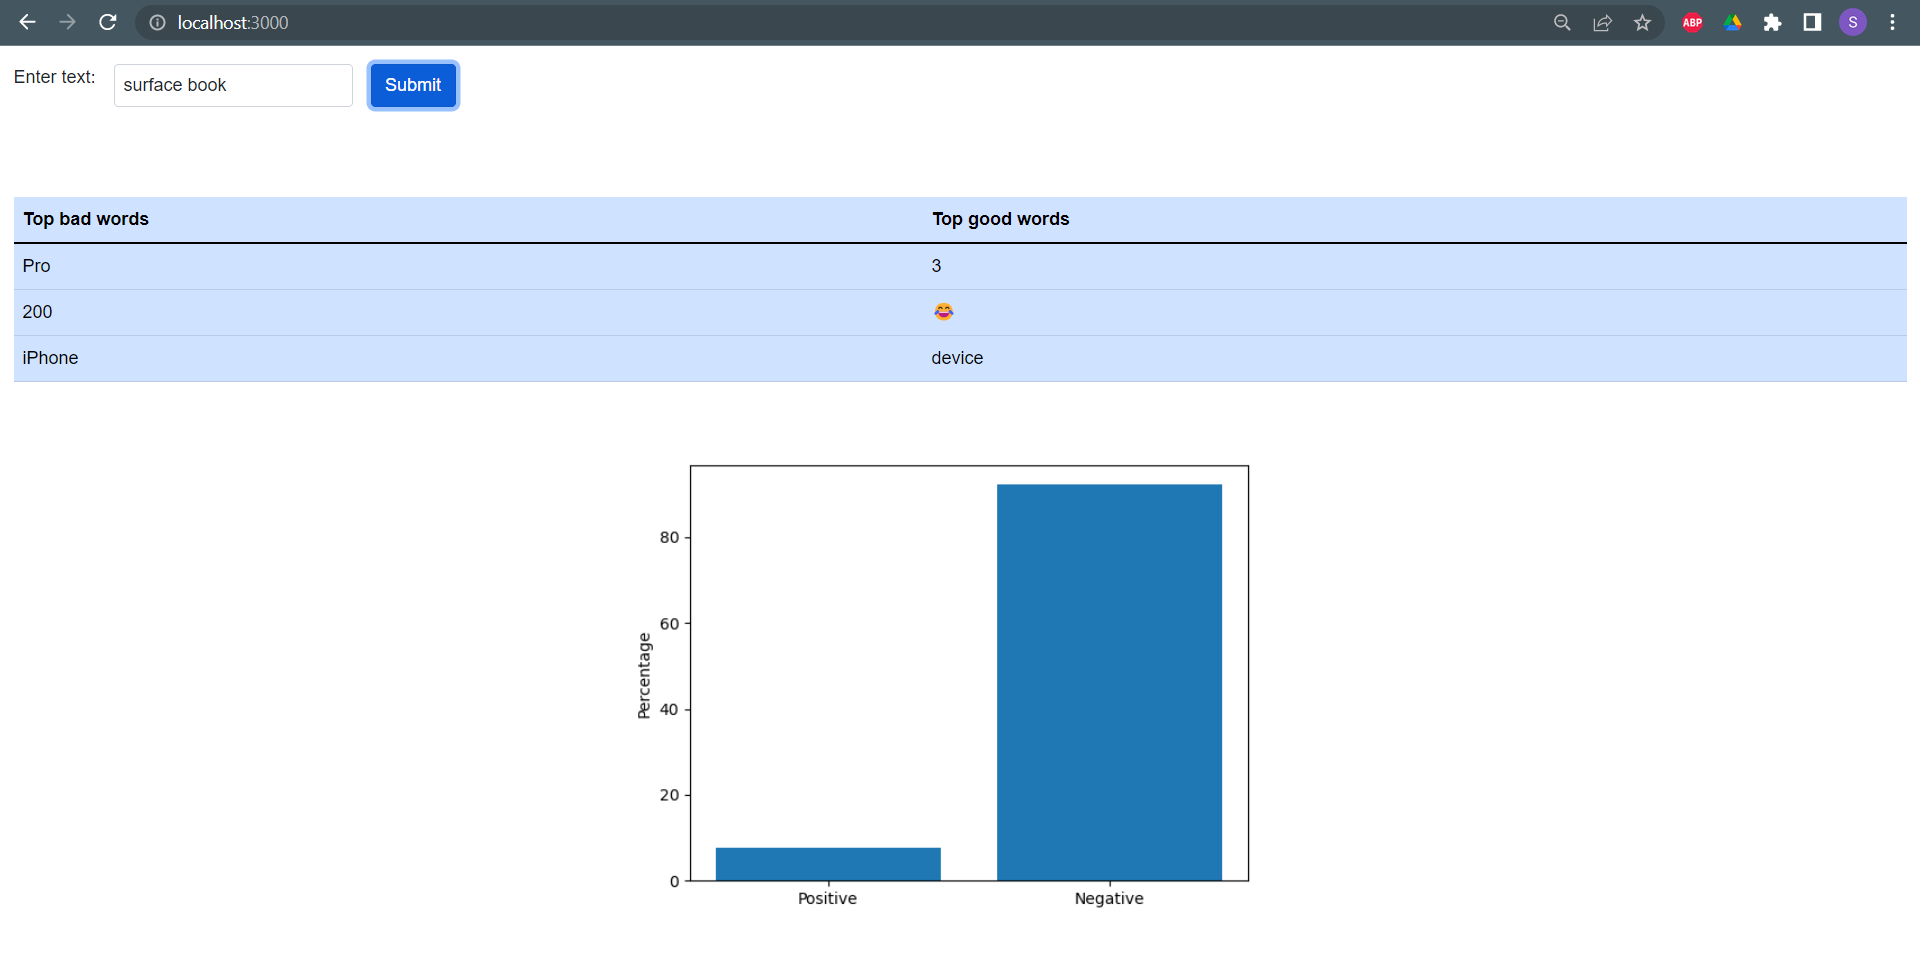 localhost:3000
ABP
S
Enter text: surface book Submit
Top bad words Top good words
Pro 3
200 😂
iPhone device
80
60
40
20
0
Percentage
Positive Negative